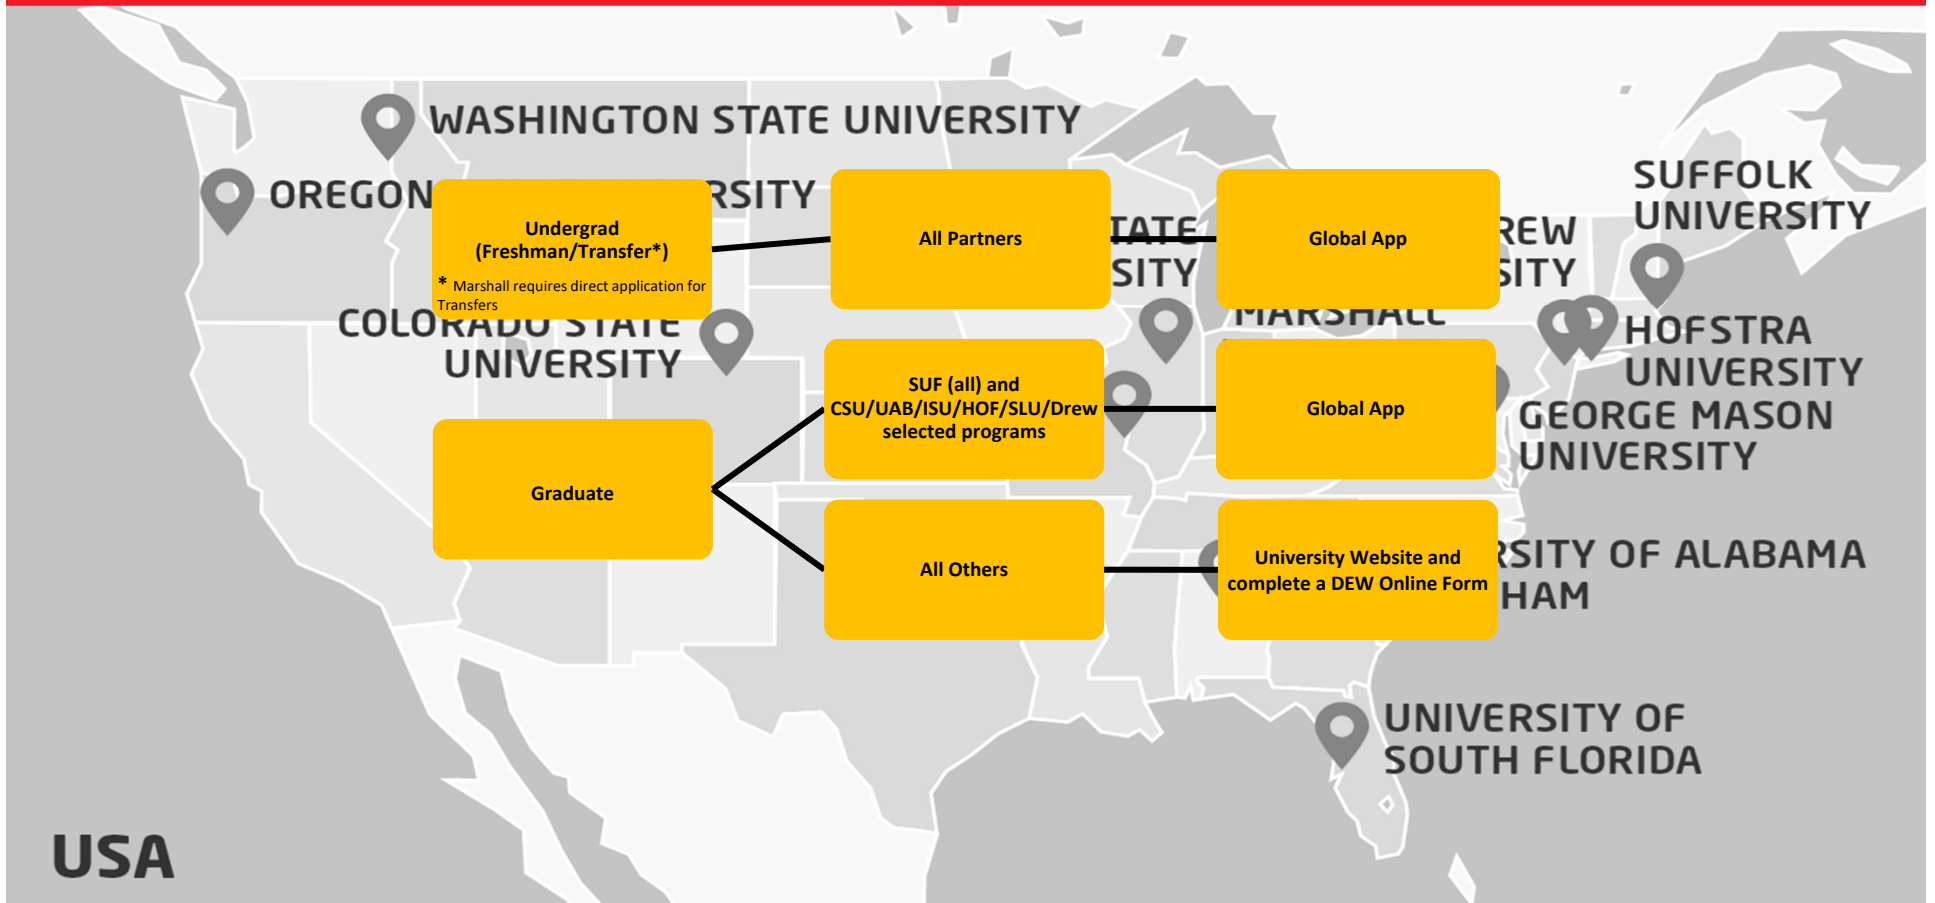 WASHINGTON STATE UNIVERSITY
OREGON
Undergrad
(Freshman/Transfer*)
* Marshall requires direct application for
Transfers
All Partners
Global App
SUFFOLK
UNIVERSITY
COLORADO STATE
UNIVERSITY
MARSHALL
HOFSTRA
UNIVERSITY
SUF (all) and
CSU/UAB/ISU/HOF/SLU/Drew
selected programs
Global App
GEORGE MASON
UNIVERSITY
Graduate
All Others
University Website and
complete a DEW Online Form
OF ALABAMA
UNIVERSITY OF
SOUTH FLORIDA
USA